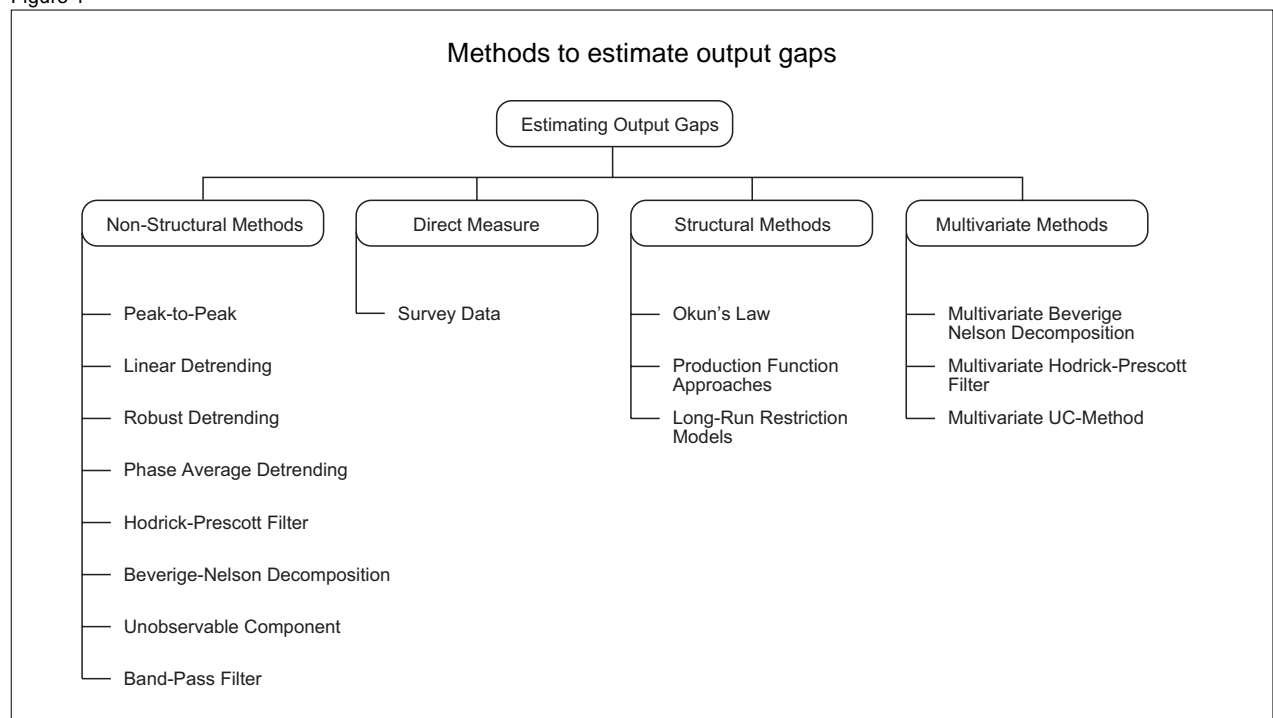 Methods to estimate output gaps
Estimating Output Gaps
Non-Structural Methods
Direct Measure
Structural Methods
Multivariate Methods
Peak-to-Peak
Linear Detrending
Robust Detrending
Phase Average Detrending
Hodrick-Prescott Filter
Beverige-Nelson Decomposition
Unobservable Component
Band-Pass Filter
Survey Data
Okun's Law
Production Function
Approaches
Long-Run Restriction
Models
Multivariate Beverige
Nelson Decomposition
Multivariate Hodrick-Prescott
Filter
Multivariate UC-Method